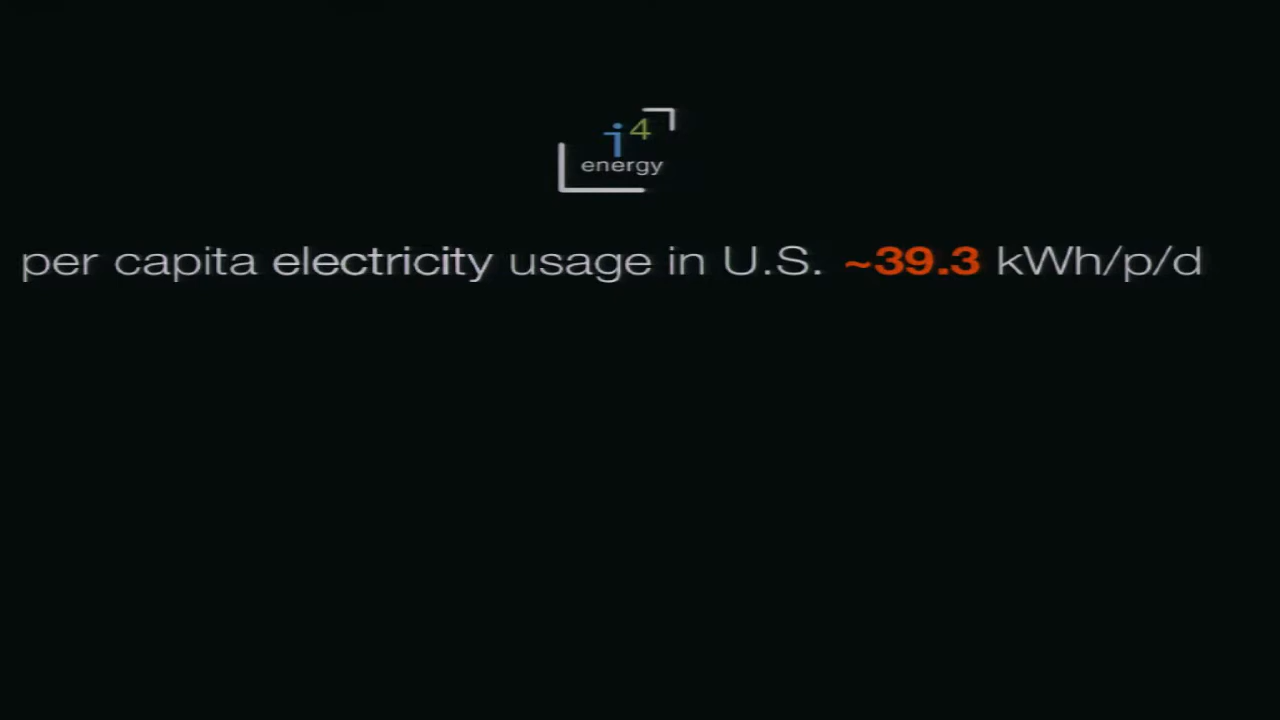 i4
energy
per capita electricity usage in U.S. ~39.3 kWh/p/d